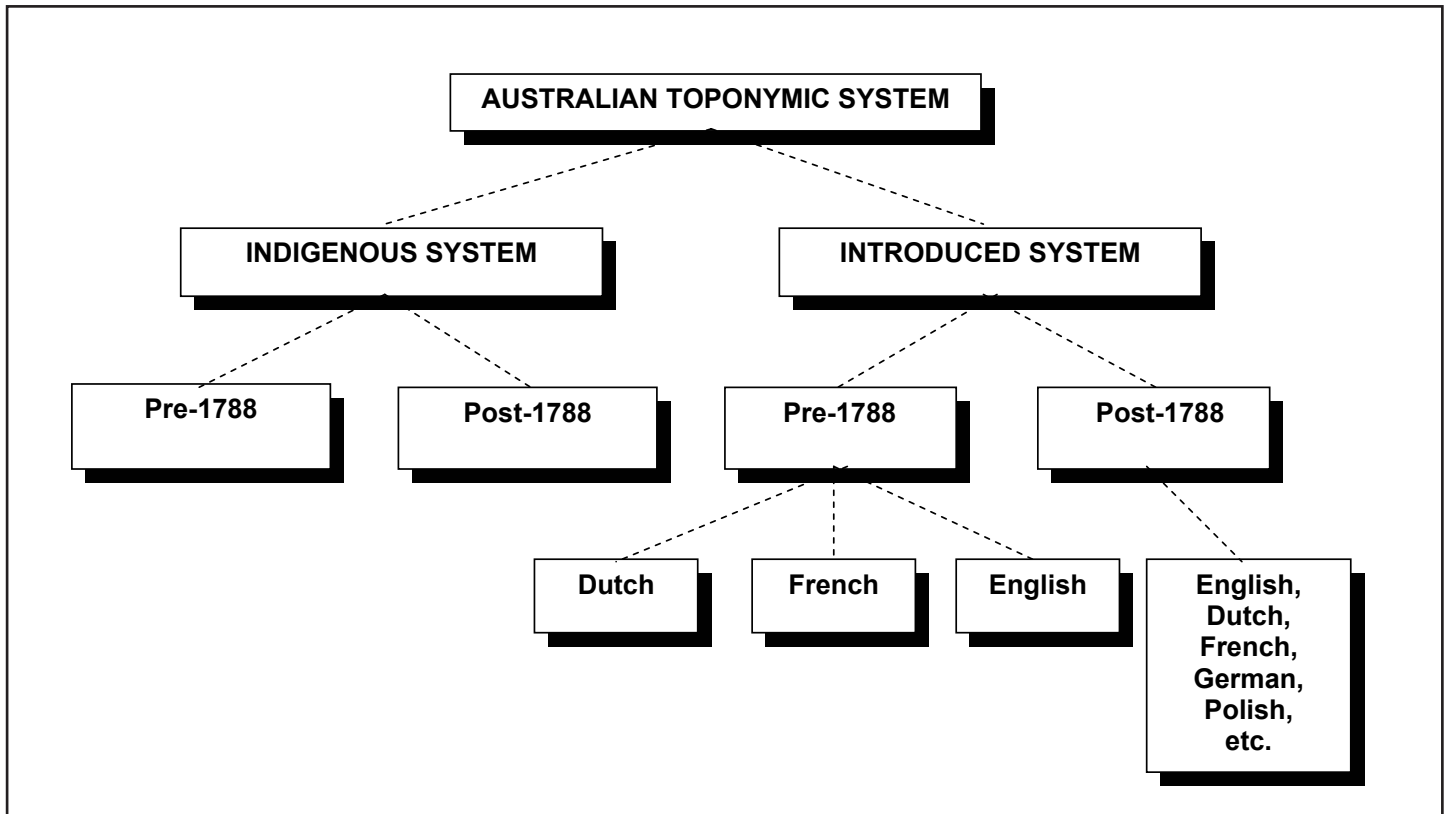 AUSTRALIAN TOPONYMIC SYSTEM
INDIGENOUS SYSTEM
INTRODUCED SYSTEM
Pre-1788
Post-1788
Pre-1788
Post-1788
Dutch
French
English
English,
Dutch,
French,
German,
Polish,
etc.